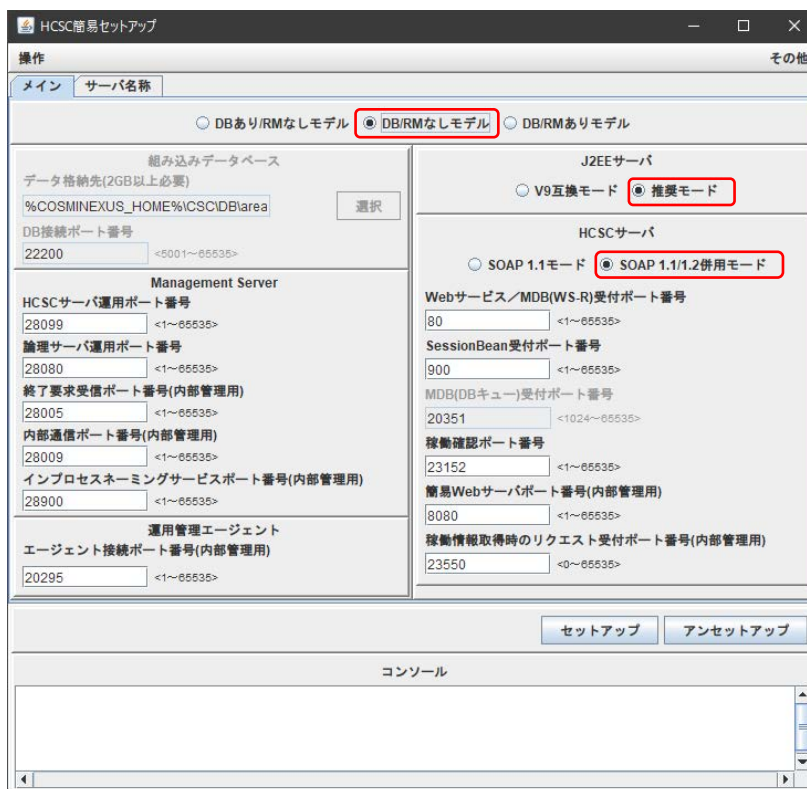 HCSC簡易セットアップ
操作 その他
メイン サーバ名称
DBあり/RMなしモデル DB/RMなしモデル DB/RMありモデル
組み込みデータベース
データ格納先(2GB以上必要)
%COSMINEXUS_HOME%\CSC\DB\area 選択
DB接続ポート番号
22200 <5001~65535>
Management Server
HCSCサーバ運用ポート番号
28099 <1~65535>
論理サーバ運用ポート番号
28080 <1~65535>
終了要求受信ポート番号(内部管理用)
28005 <1~65535>
内部通信ポート番号(内部管理用)
28009 <1~65535>
インプロセスネーミングサービスポート番号(内部管理用)
28900 <1~65535>
運用管理エージェント
エージェント接続ポート番号(内部管理用)
20295 <1~65535>
J2EEサーバ
V9互換モード 推奨モード
HCSCサーバ
SOAP 1.1モード SOAP 1.1/1.2併用モード
Webサービス／MDB(WS-R)受付ポート番号
80 <1~65535>
SessionBean受付ポート番号
900 <1~65535>
MDB(DBキュー)受付ポート番号
20351 <1024~65535>
稼働確認ポート番号
23152 <1~65535>
簡易Webサーバポート番号(内部管理用)
8080 <1~65535>
稼働情報取得時のリクエスト受付ポート番号(内部管理用)
23550 <0~65535>
セットアップ アンセットアップ
コンソール